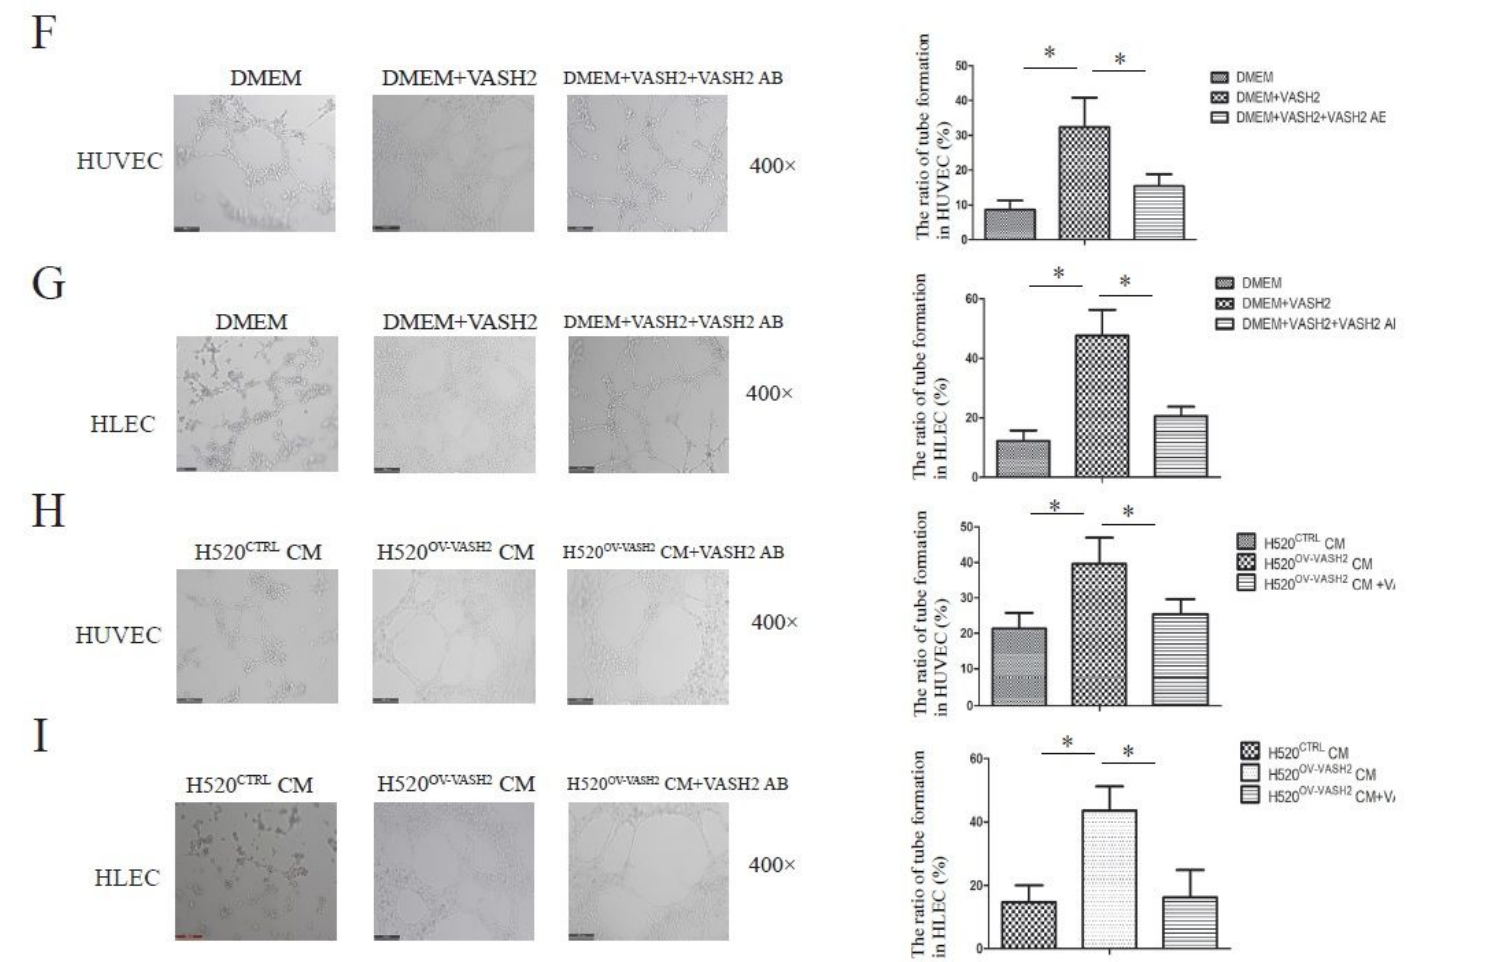 F
DMEM
DMEM+VASH2
DMEM+VASH2+VASH2 AB
HUVEC
400×
The ratio of tube formation
in HUVEC (%)
50
40
30
20
10
0
*
*
DMEM
DMEM+VASH2
DMEM+VASH2+VASH2 AE
G
DMEM
DMEM+VASH2
DMEM+VASH2+VASH2 AB
HLEC
400×
The ratio of tube formation
in HLEC (%)
60
40
20
0
*
*
DMEM
DMEM+VASH2
DMEM+VASH2+VASH2 AI
H
H520CTRL CM
H520OV-VASH2 CM
H520OV-VASH2 CM+VASH2 AB
HUVEC
400×
The ratio of tube formation
in HUVEC (%)
50
40
30
20
10
0
*
*
H520CTRL CM
H520OV-VASH2 CM
H520OV-VASH2 CM +V/
I
H520CTRL CM
H520OV-VASH2 CM
H520OV-VASH2 CM+VASH2 AB
HLEC
400×
The ratio of tube formation
in HLEC (%)
60
40
20
0
*
*
H520CTRL CM
H520OV-VASH2 CM
H520OV-VASH2 CM+V/